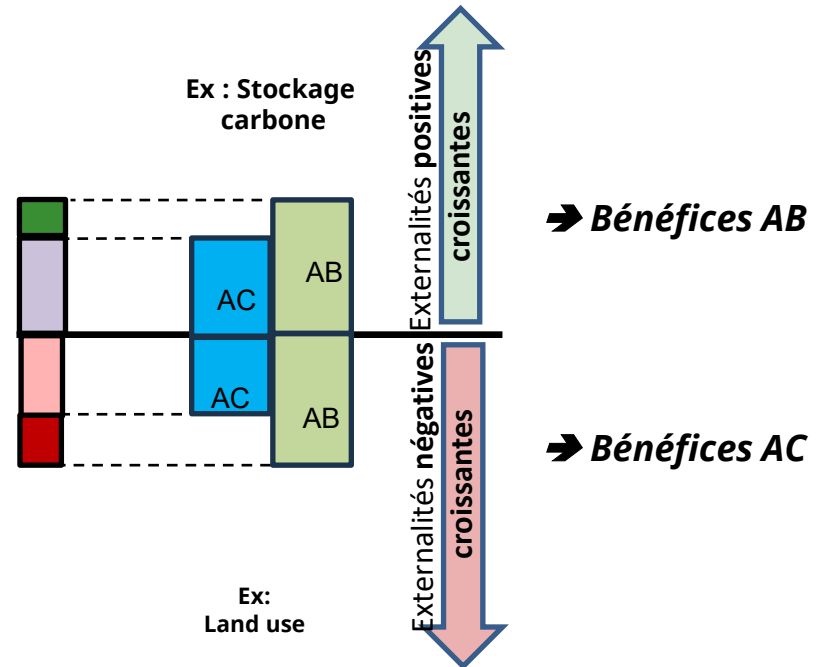 Ex : Stockage
carbone
Externalités positives
croissantes
➔ Bénéfices AB
AC
AB
AC
AB
Externalités négatives
croissantes
➔ Bénéfices AC
Ex:
Land use